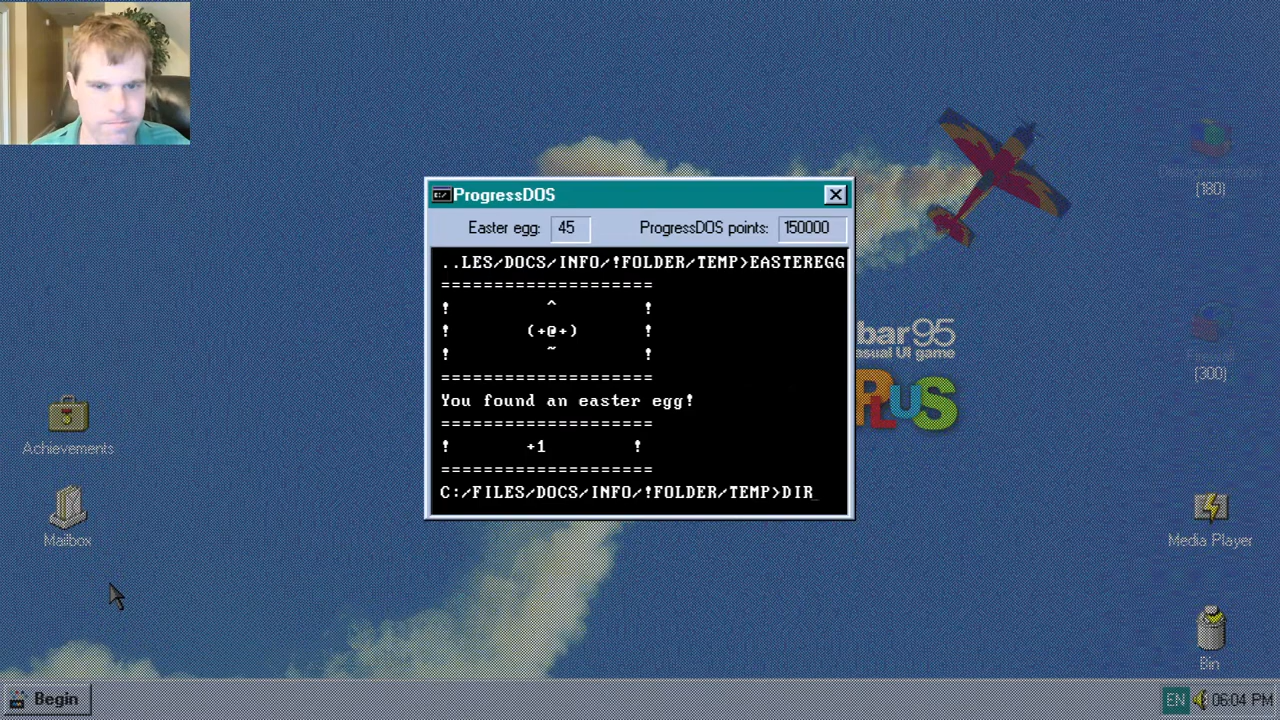 ProgressDOS
Easter egg: 45 ProgressDOS points: 150000
..LES/DOCS/INFO/!FOLDER/TEMP>EASTEREGG
====================
! ^ !
! (+@+) !
! ~ !
====================
You found an easter egg!
====================
! +1 !
====================
C:/FILES/DOCS/INFO/!FOLDER/TEMP>DIR_
(180)
bar95
asual UI game
PLUS
(300)
Achievements
Mailbox
Media Player
Bin
Begin
EN 06:04 PM